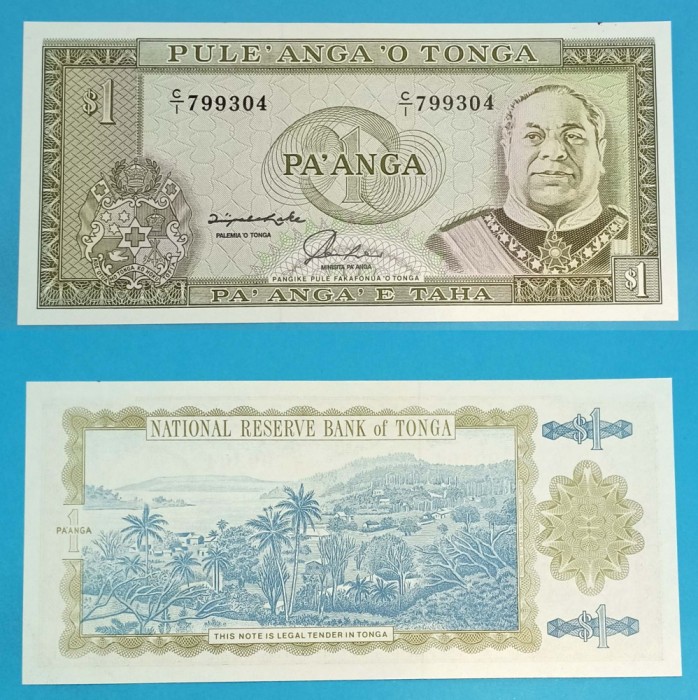 PULE'ANGA 'O TONGA
$1
C/1 799304
C/1 799304
1
PA'ANGA
PALEMIA 'O TONGA
MINISITA PA'ANGA
PANGIKE PULE FAKAFONUA 'O TONGA
PA'ANGA 'E TAHA
$1
NATIONAL RESERVE BANK of TONGA
$1
1
PA'ANGA
THIS NOTE IS LEGAL TENDER IN TONGA
$1